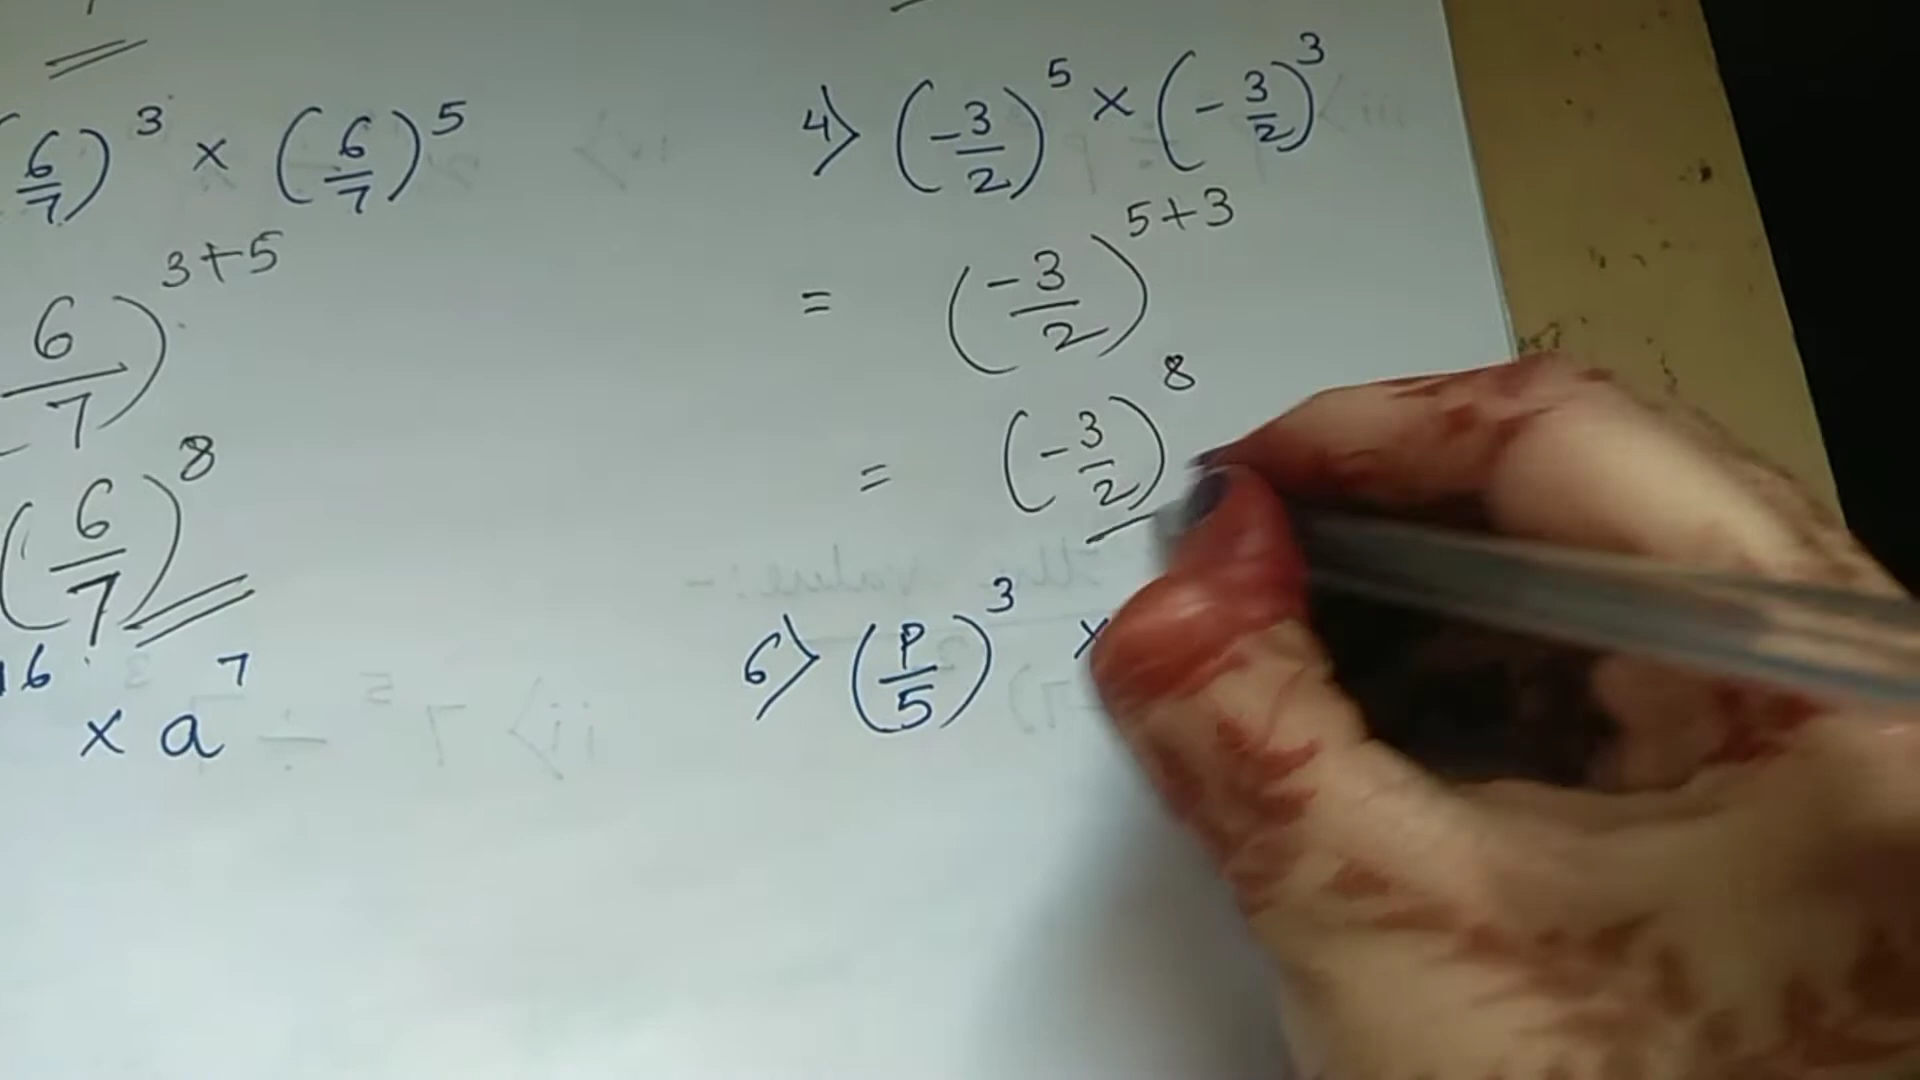 (6/7)^3 × (6/7)^5
6/7)^3+5
(6/7)^8
16 × a^7
4) (-3/2)^5 × (-3/2)^3
= (-3/2)^5+3
= (-3/2)^8
6) (P/5)^3 ×